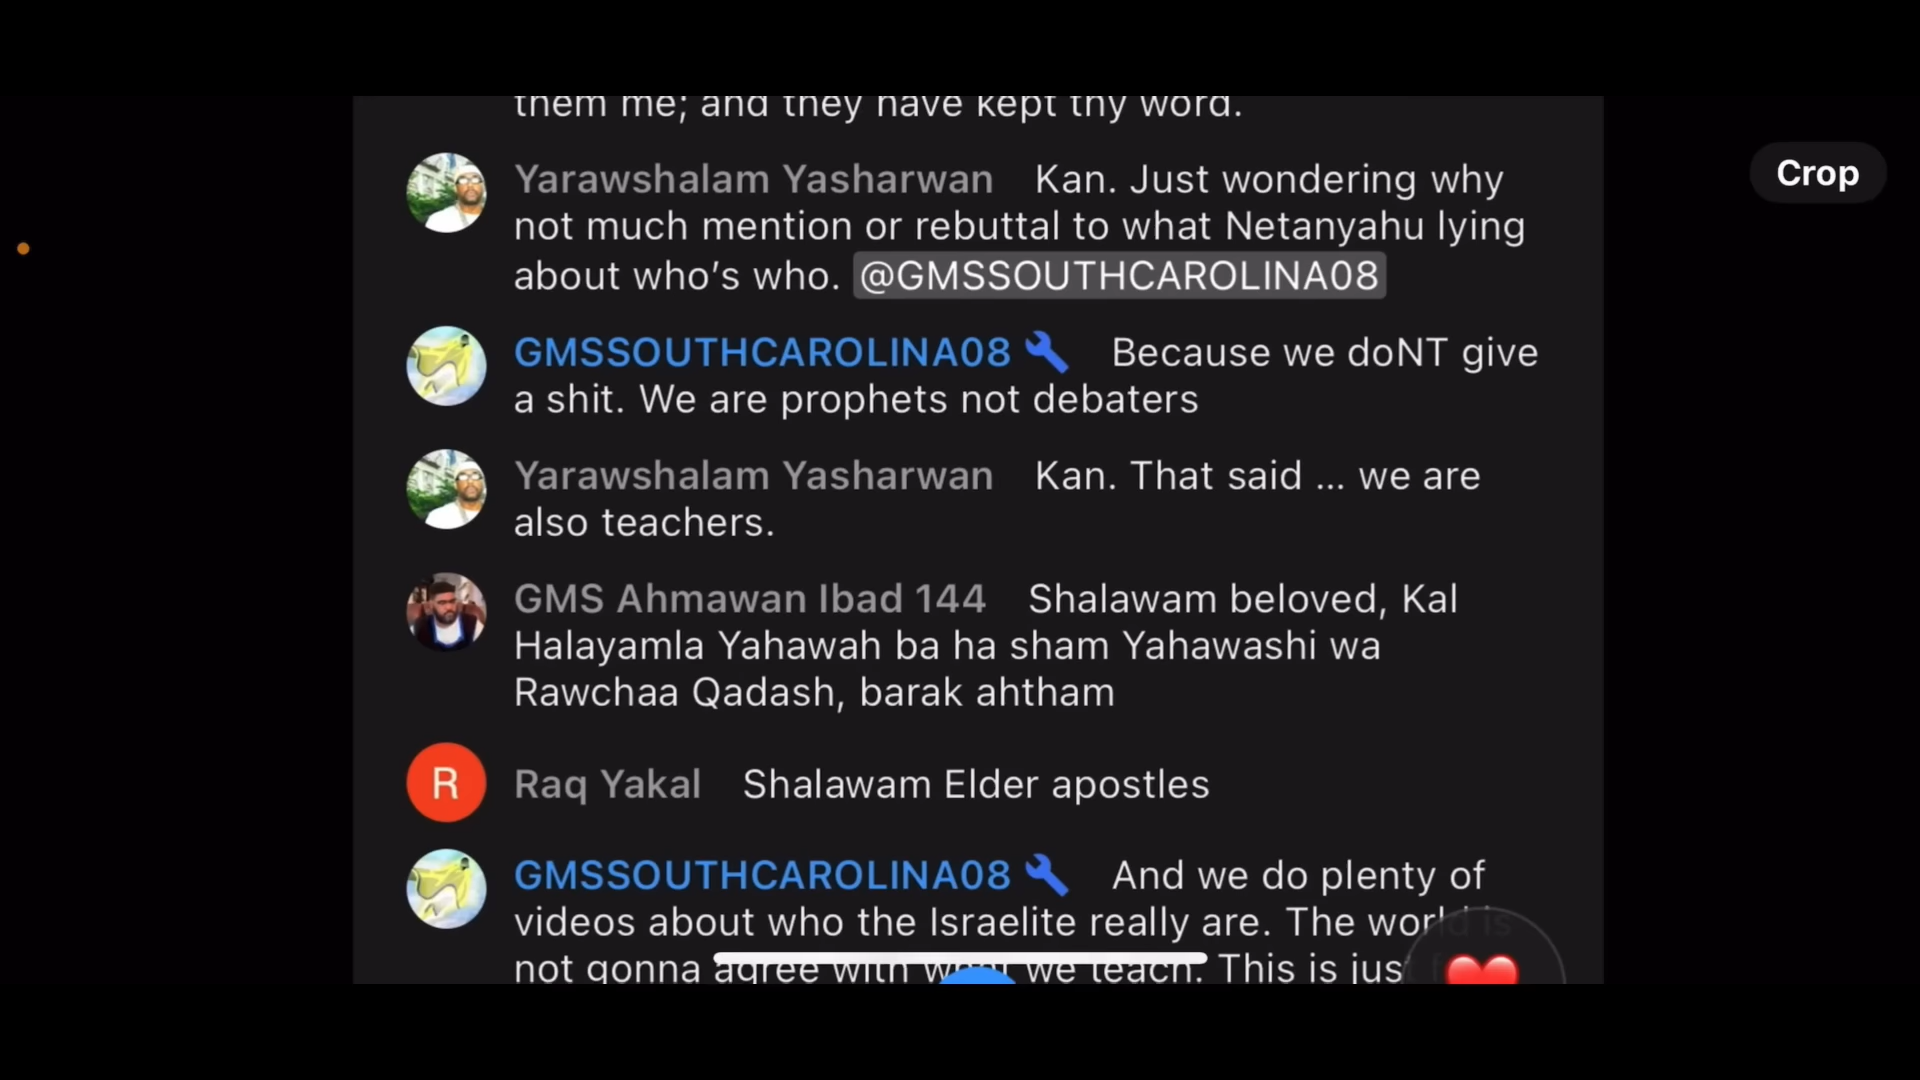 them me; and they have kept thy word.
Crop
Yarawshalam Yasharwan Kan. Just wondering why
not much mention or rebuttal to what Netanyahu lying
about who's who. @GMSSOUTHCAROLINA08
GMSSOUTHCAROLINA08 Because we doNT give
a shit. We are prophets not debaters
Yarawshalam Yasharwan Kan. That said ... we are
also teachers.
GMS Ahmawan Ibad 144 Shalawam beloved, Kal
Halayamla Yahawah ba ha sham Yahawashi wa
Rawchaa Qadash, barak ahtham
R Raq Yakal Shalawam Elder apostles
GMSSOUTHCAROLINA08 And we do plenty of
videos about who the Israelite really are. The world is
not gonna agree with what we teach. This is jus